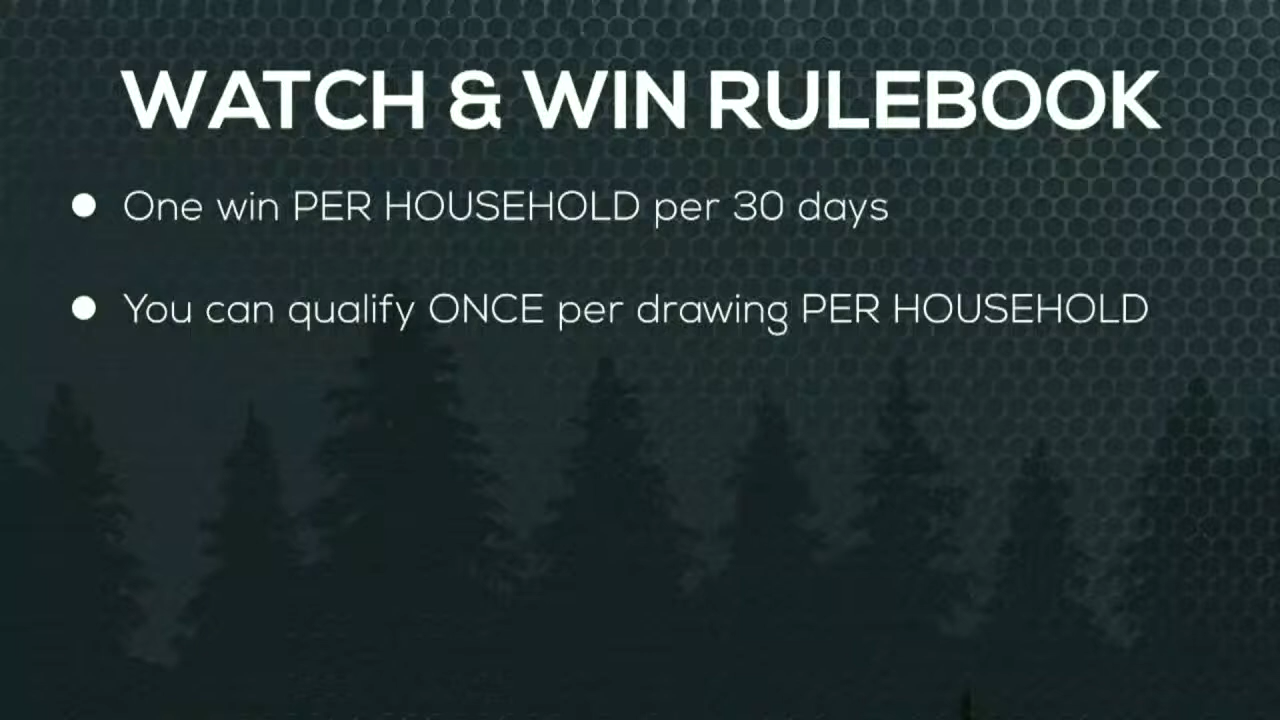 WATCH & WIN RULEBOOK
● One win PER HOUSEHOLD per 30 days
● You can qualify ONCE per drawing PER HOUSEHOLD